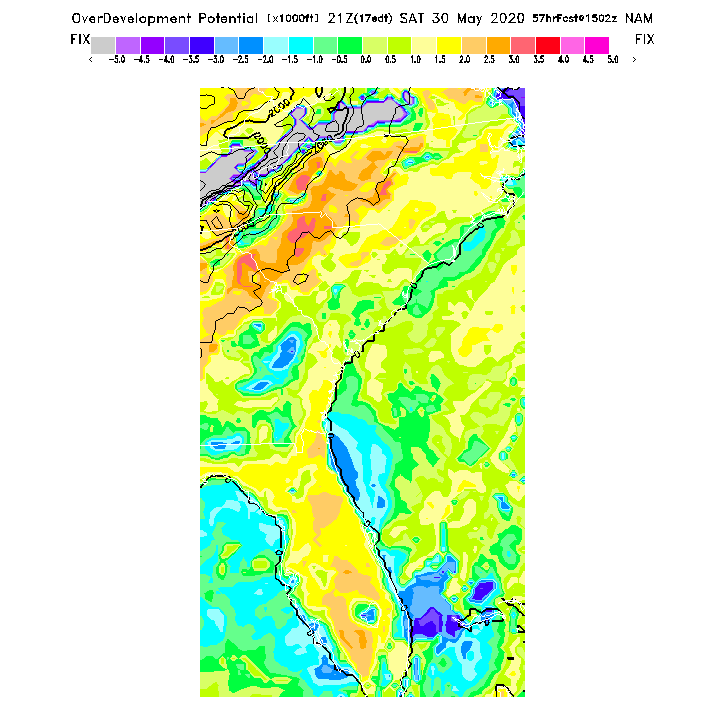 OverDevelopment Potential [x1000ft] 21Z(17edt) SAT 30 May 2020 57hrFcst@1502z NAM
FIX FIX
< -5.0 -4.5 -4.0 -3.5 -3.0 -2.5 -2.0 -1.5 -1.0 -0.5 0.0 0.5 1.0 1.5 2.0 2.5 3.0 3.5 4.0 4.5 5.0 >
2000
2000